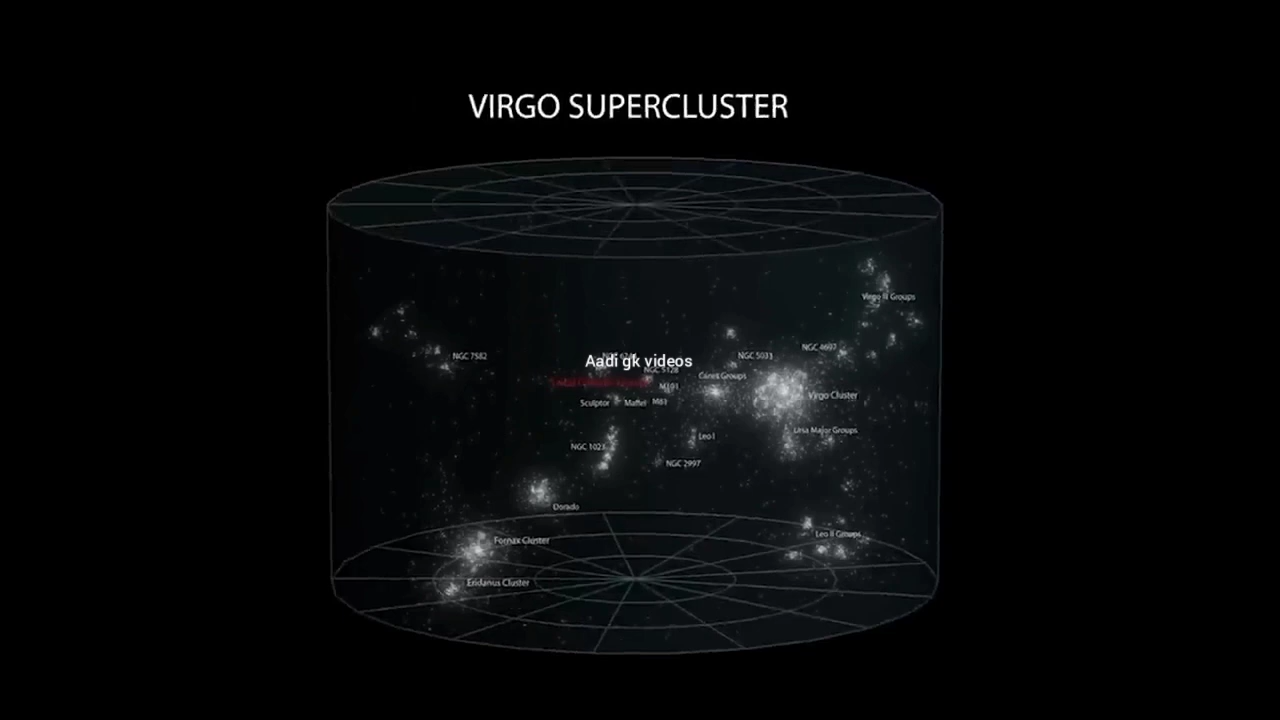 VIRGO SUPERCLUSTER
Virgo III Groups
NGC 7582
Aadi gk videos
NGC 5033
NGC 4697
NGC 5128
Canes Groups
M101
Virgo Cluster
Sculptor
Maffei
M81
Ursa Major Groups
Leo I
NGC 1023
NGC 2997
Dorado
Leo II Groups
Fornax Cluster
Eridanus Cluster